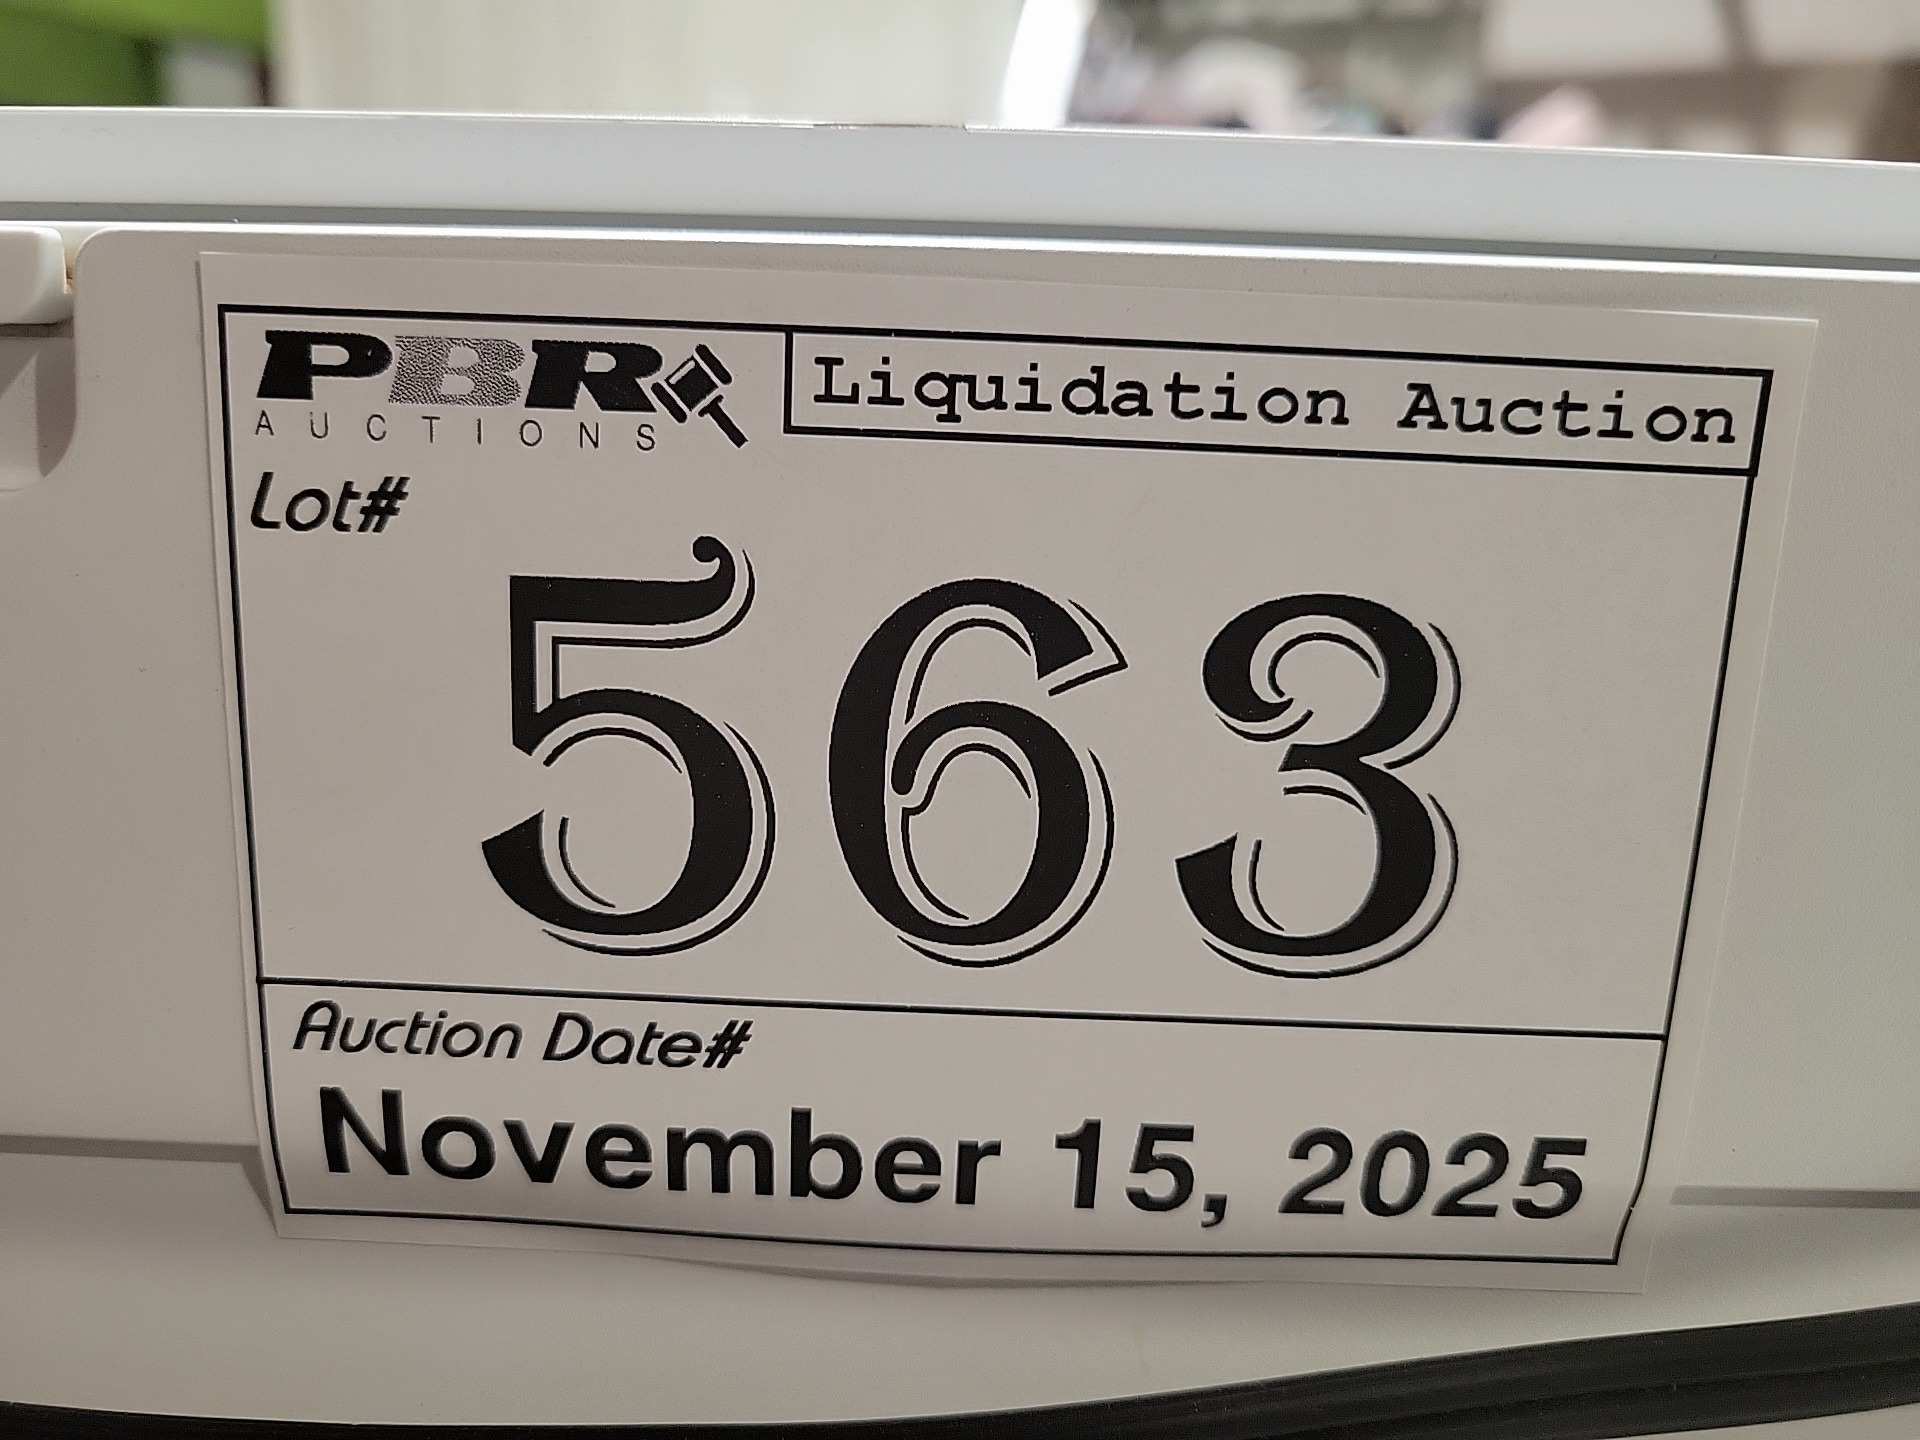 PBR
AUCTIONS
Liquidation Auction
Lot#
563
Auction Date#
November 15, 2025